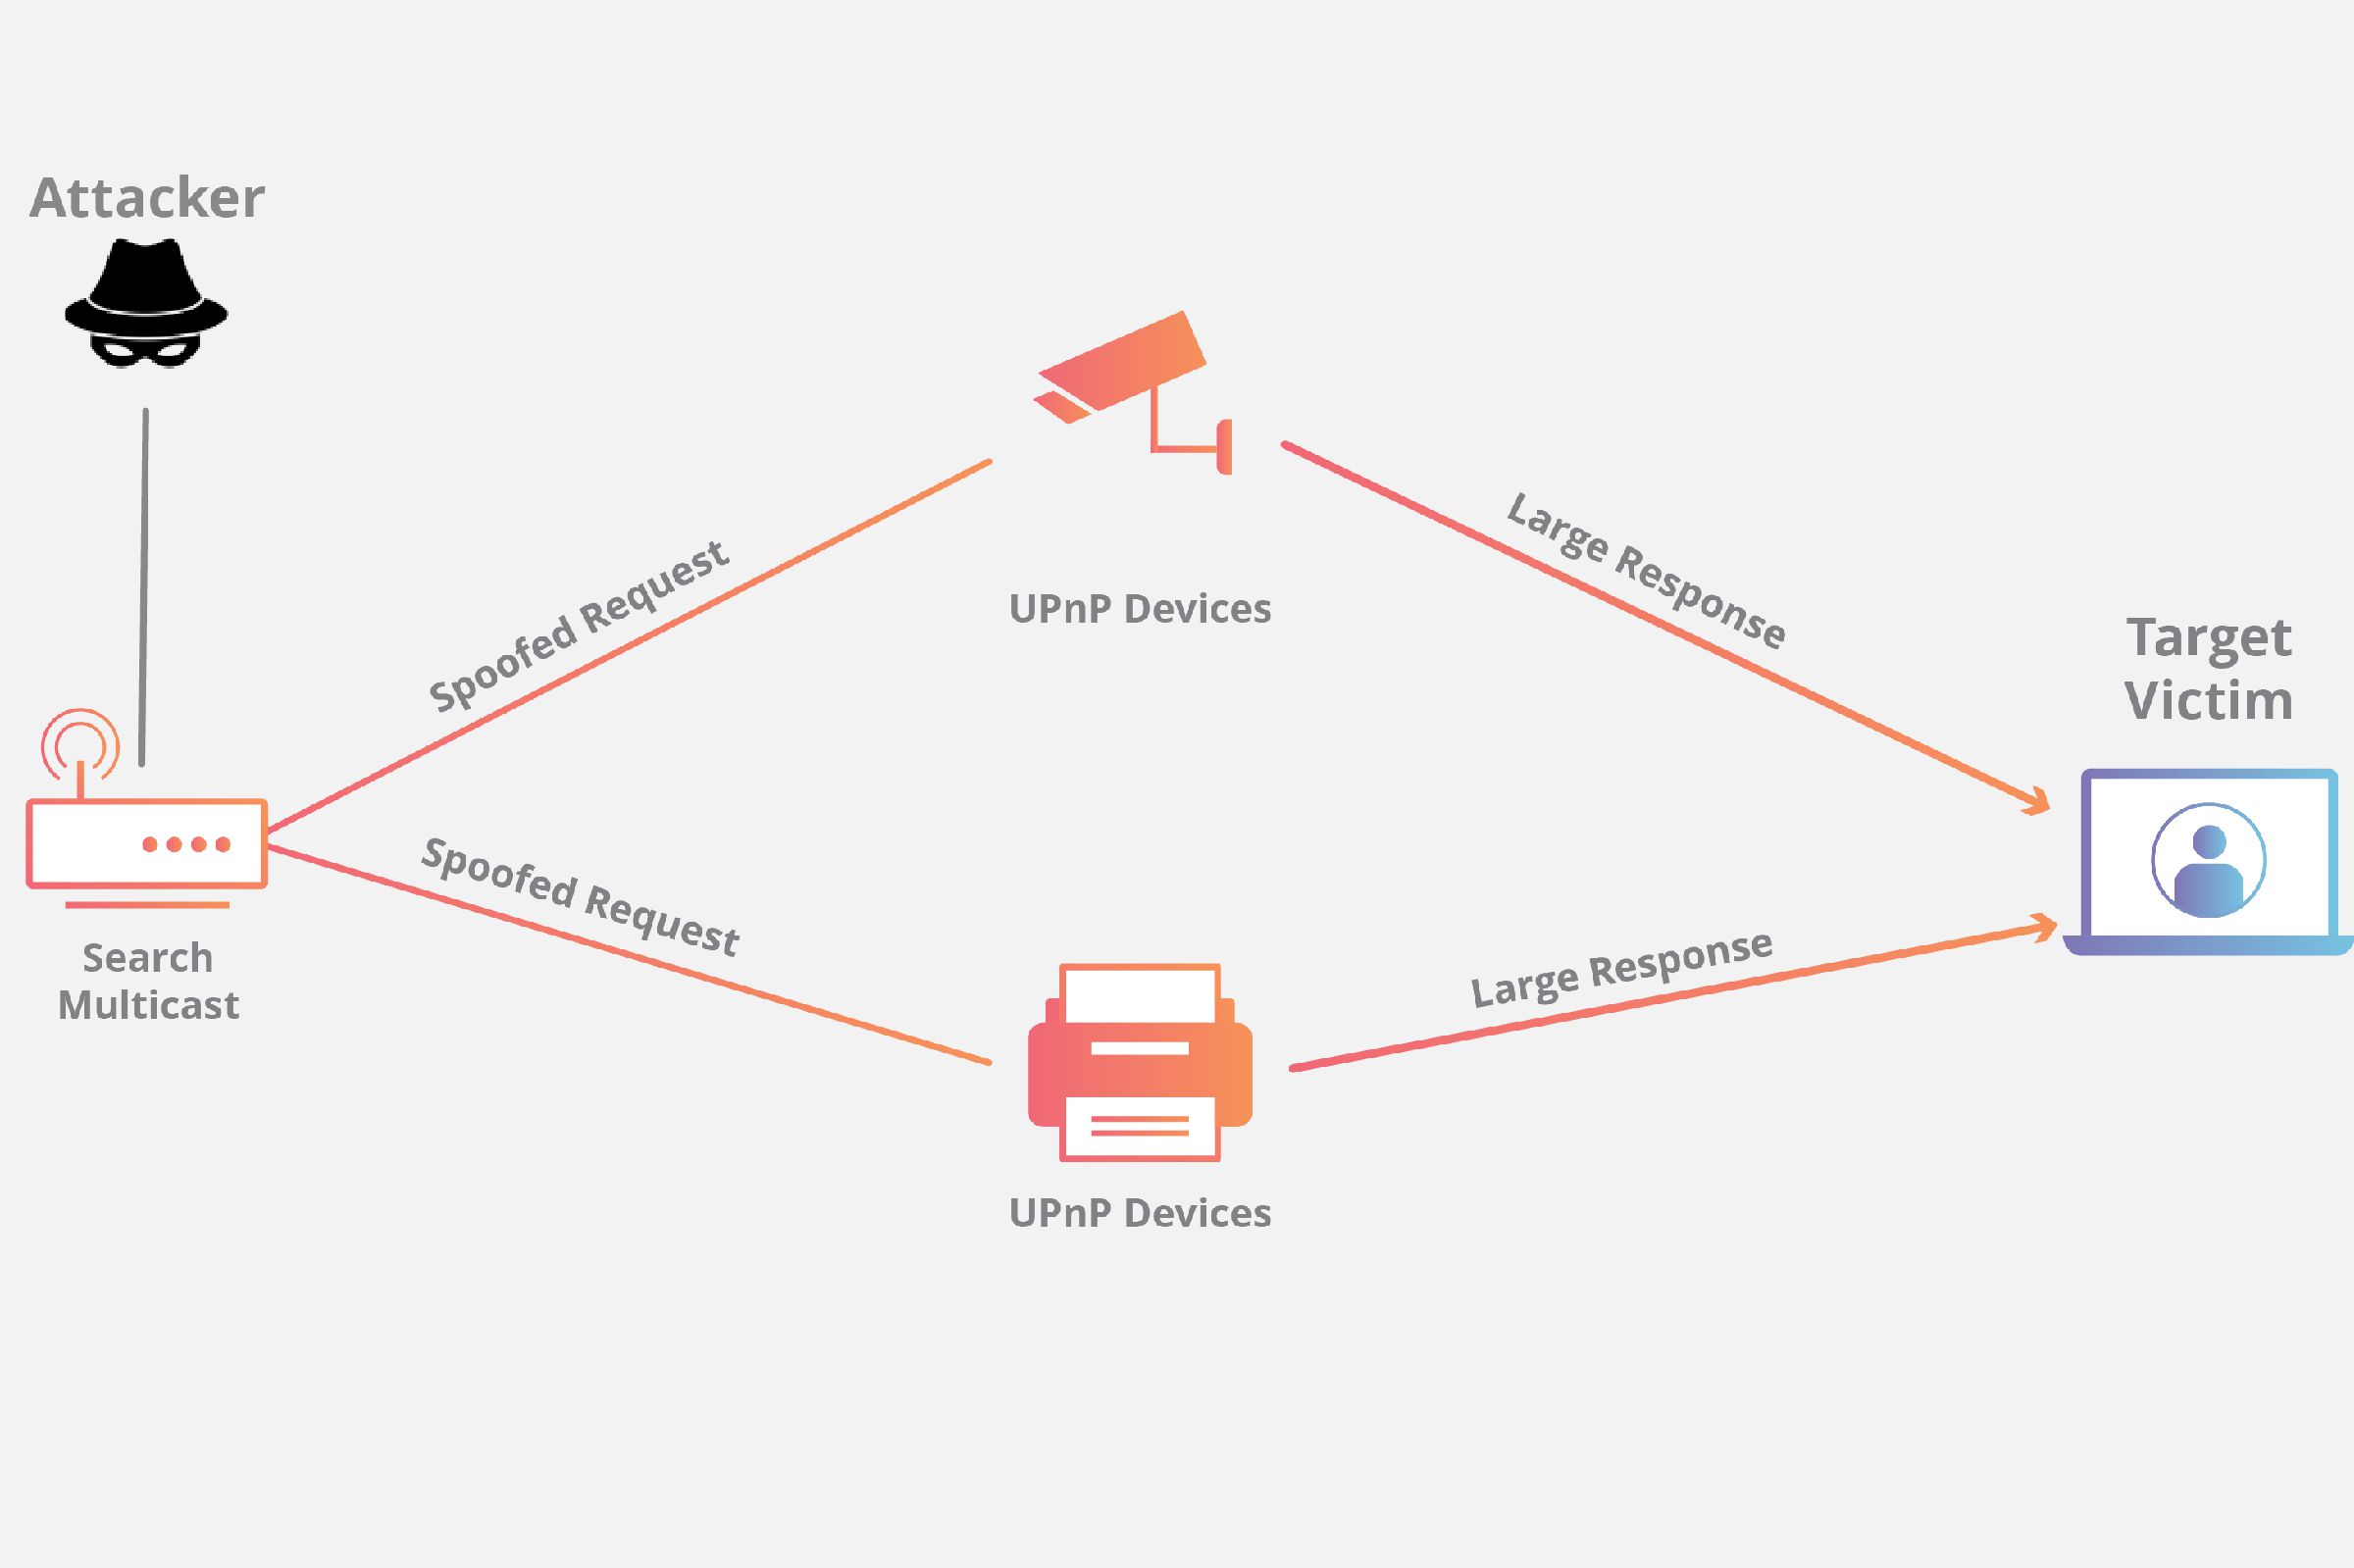 Attacker
Spoofed Request
Large Response
UPnP Devices
Target
Victim
Spoofed Request
Large Response
Search
Multicast
UPnP Devices